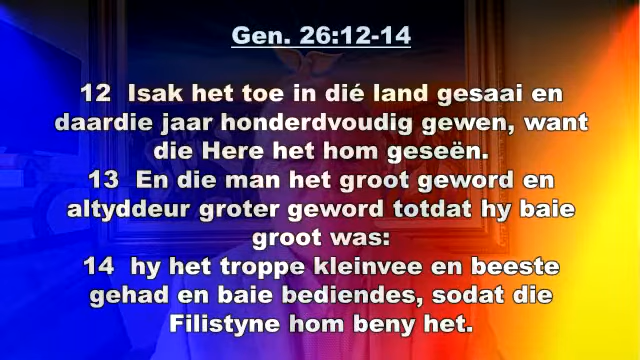 Gen. 26:12-14
12 Isak het toe in dié land gesaai en
daardie jaar honderdvoudig gewen, want
die Here het hom geseën.
13 En die man het groot geword en
altyddeur groter geword totdat hy baie
groot was:
14 hy het troppe kleinvee en beeste
gehad en baie bediendes, sodat die
Filistyne hom beny het.